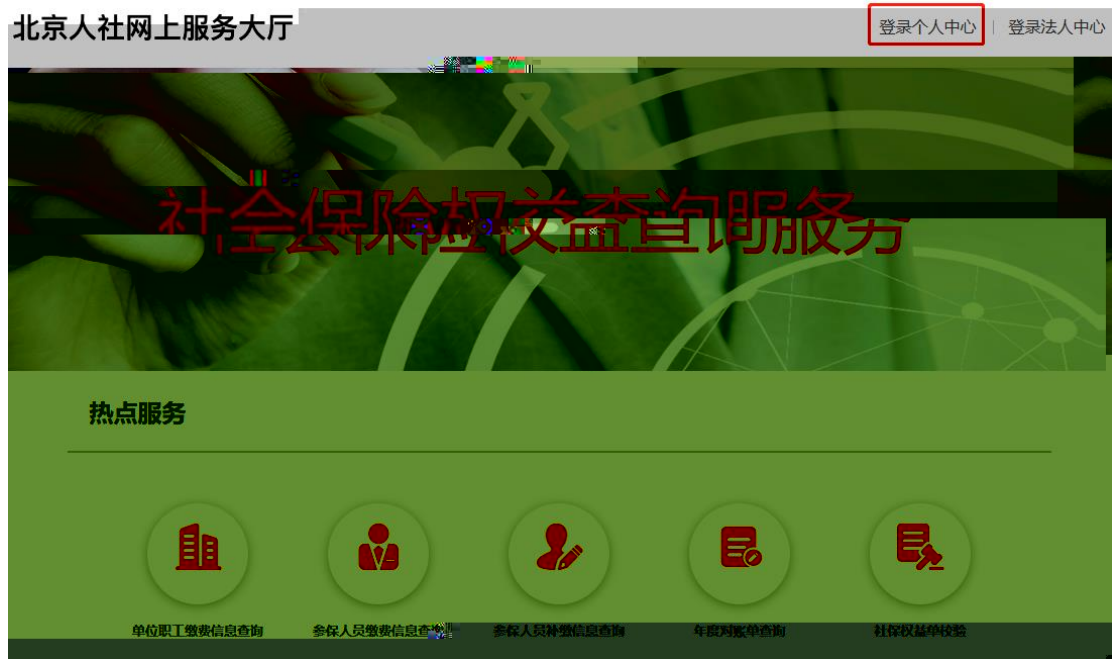 北京人社网上服务大厅
登录个人中心 | 登录法人中心
社会保险权益查询服务
热点服务
单位职工缴费信息查询
参保人员缴费信息查询
参保人员补缴信息查询
年度对账单查询
社保权益单校验